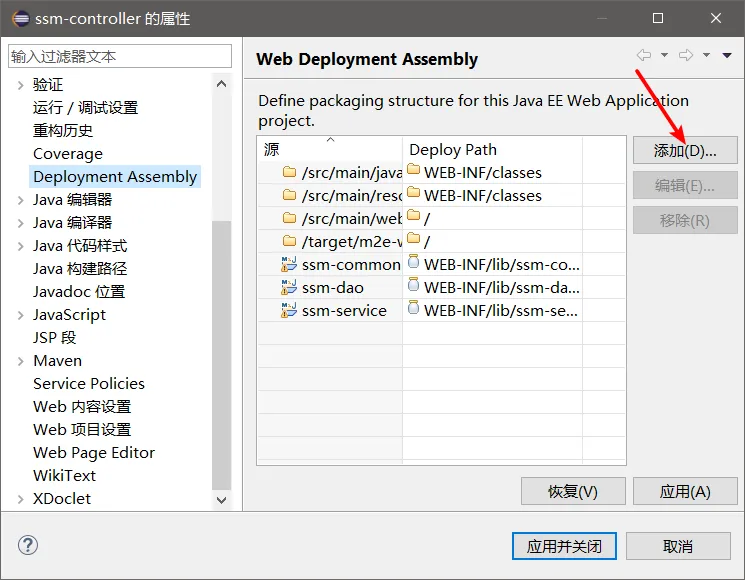 ssm-controller 的属性
输入过滤器文本
验证
运行 / 调试设置
重构历史
Coverage
Deployment Assembly
Java 编辑器
Java 编译器
Java 代码样式
Java 构建路径
Javadoc 位置
JavaScript
JSP 段
Maven
Service Policies
Web 内容设置
Web 项目设置
Web Page Editor
WikiText
XDoclet
Web Deployment Assembly
Define packaging structure for this Java EE Web Application
project.
源 Deploy Path
/src/main/java WEB-INF/classes
/src/main/reso WEB-INF/classes
/src/main/web /
/target/m2e-w /
ssm-common WEB-INF/lib/ssm-co...
ssm-dao WEB-INF/lib/ssm-da...
ssm-service WEB-INF/lib/ssm-se...
添加(D)...
编辑(E)...
移除(R)
恢复(V)
应用(A)
应用并关闭
取消